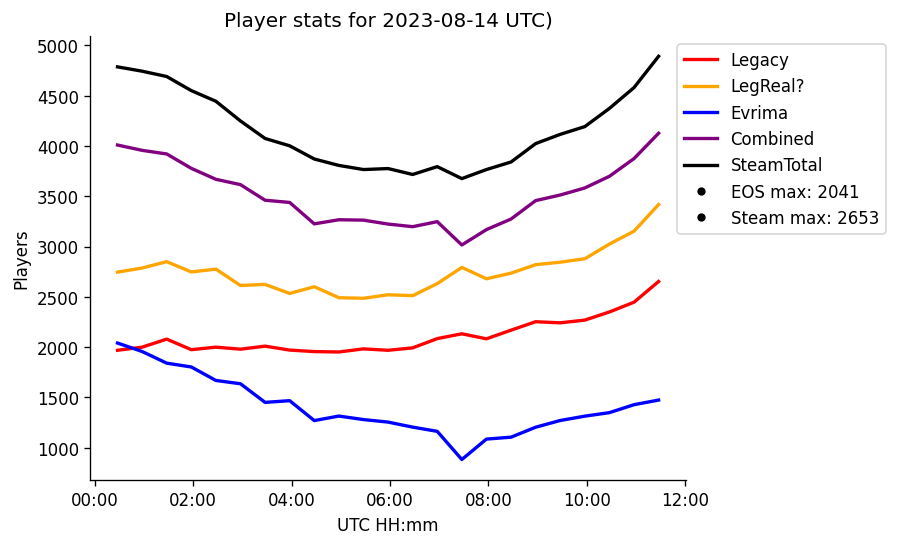 Player stats for 2023-08-14 UTC)
5000
4500
4000
3500
3000
2500
2000
1500
1000
Players
00:00 02:00 04:00 06:00 08:00 10:00 12:00
UTC HH:mm
Legacy
LegReal?
Evrima
Combined
SteamTotal
EOS max: 2041
Steam max: 2653